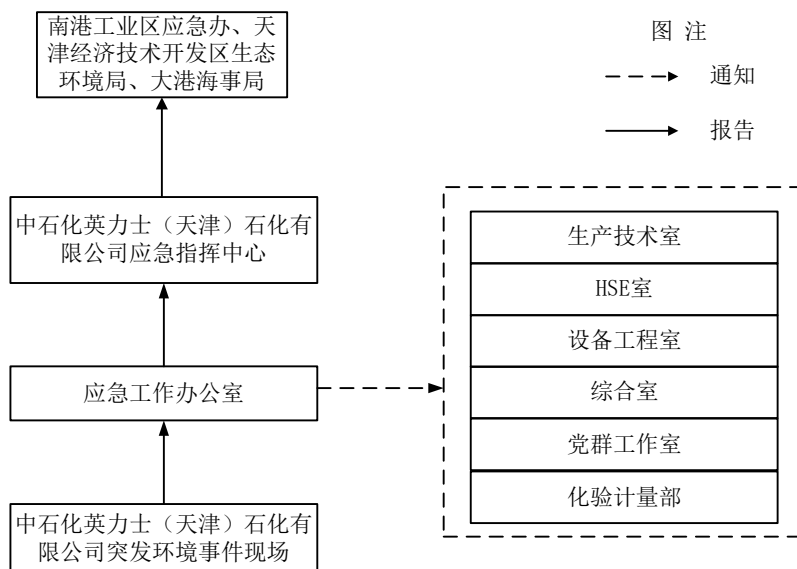 南港工业区应急办、天
津经济技术开发区生态
环境局、大港海事局
图 注
通知
报告
中石化英力士（天津）石化有
限公司应急指挥中心
应急工作办公室
中石化英力士（天津）石化有
限公司突发环境事件现场
生产技术室
HSE室
设备工程室
综合室
党群工作室
化验计量部